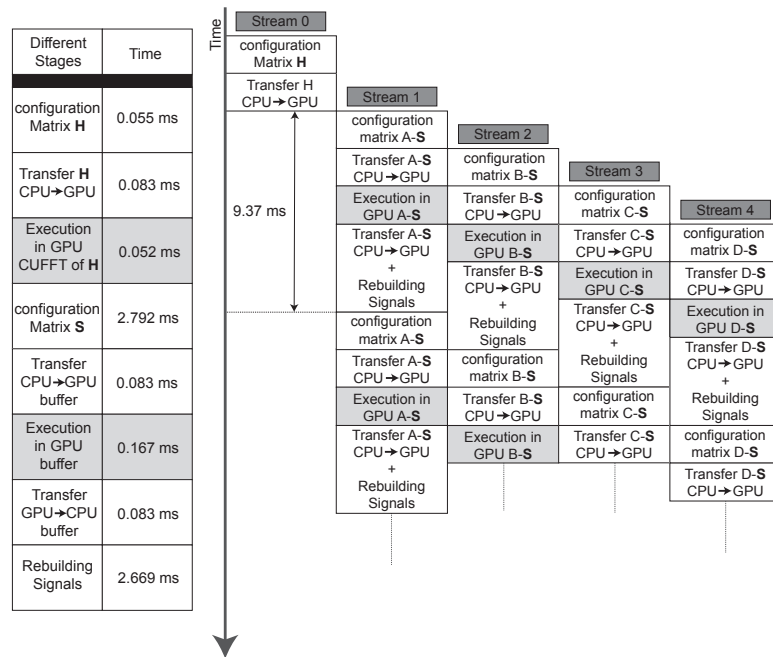 Different
Stages
Time
configuration
Matrix H
0.055 ms
Transfer H
CPU→GPU
0.083 ms
Execution
in GPU
CUFFT of H
0.052 ms
configuration
Matrix S
2.792 ms
Transfer
CPU→GPU
buffer
0.083 ms
Execution
in GPU
buffer
0.167 ms
Transfer
GPU→CPU
buffer
0.083 ms
Rebuilding
Signals
2.669 ms
Time
Stream 0
configuration
Matrix H
Transfer H
CPU→GPU
9.37 ms
Stream 1
configuration
matrix A-S
Transfer A-S
CPU→GPU
Execution in
GPU A-S
Transfer A-S
CPU→GPU
+
Rebuilding
Signals
configuration
matrix A-S
Transfer A-S
CPU→GPU
Execution in
GPU A-S
Transfer A-S
CPU→GPU
+
Rebuilding
Signals
Stream 2
configuration
matrix B-S
Transfer B-S
CPU→GPU
Execution in
GPU B-S
Transfer B-S
CPU→GPU
+
Rebuilding
Signals
configuration
matrix B-S
Transfer B-S
CPU→GPU
Execution in
GPU B-S
Stream 3
configuration
matrix C-S
Transfer C-S
CPU→GPU
Execution in
GPU C-S
Transfer C-S
CPU→GPU
+
Rebuilding
Signals
configuration
matrix C-S
Transfer C-S
CPU→GPU
Stream 4
configuration
matrix D-S
Transfer D-S
CPU→GPU
Execution in
GPU D-S
Transfer D-S
CPU→GPU
+
Rebuilding
Signals
configuration
matrix D-S
Transfer D-S
CPU→GPU